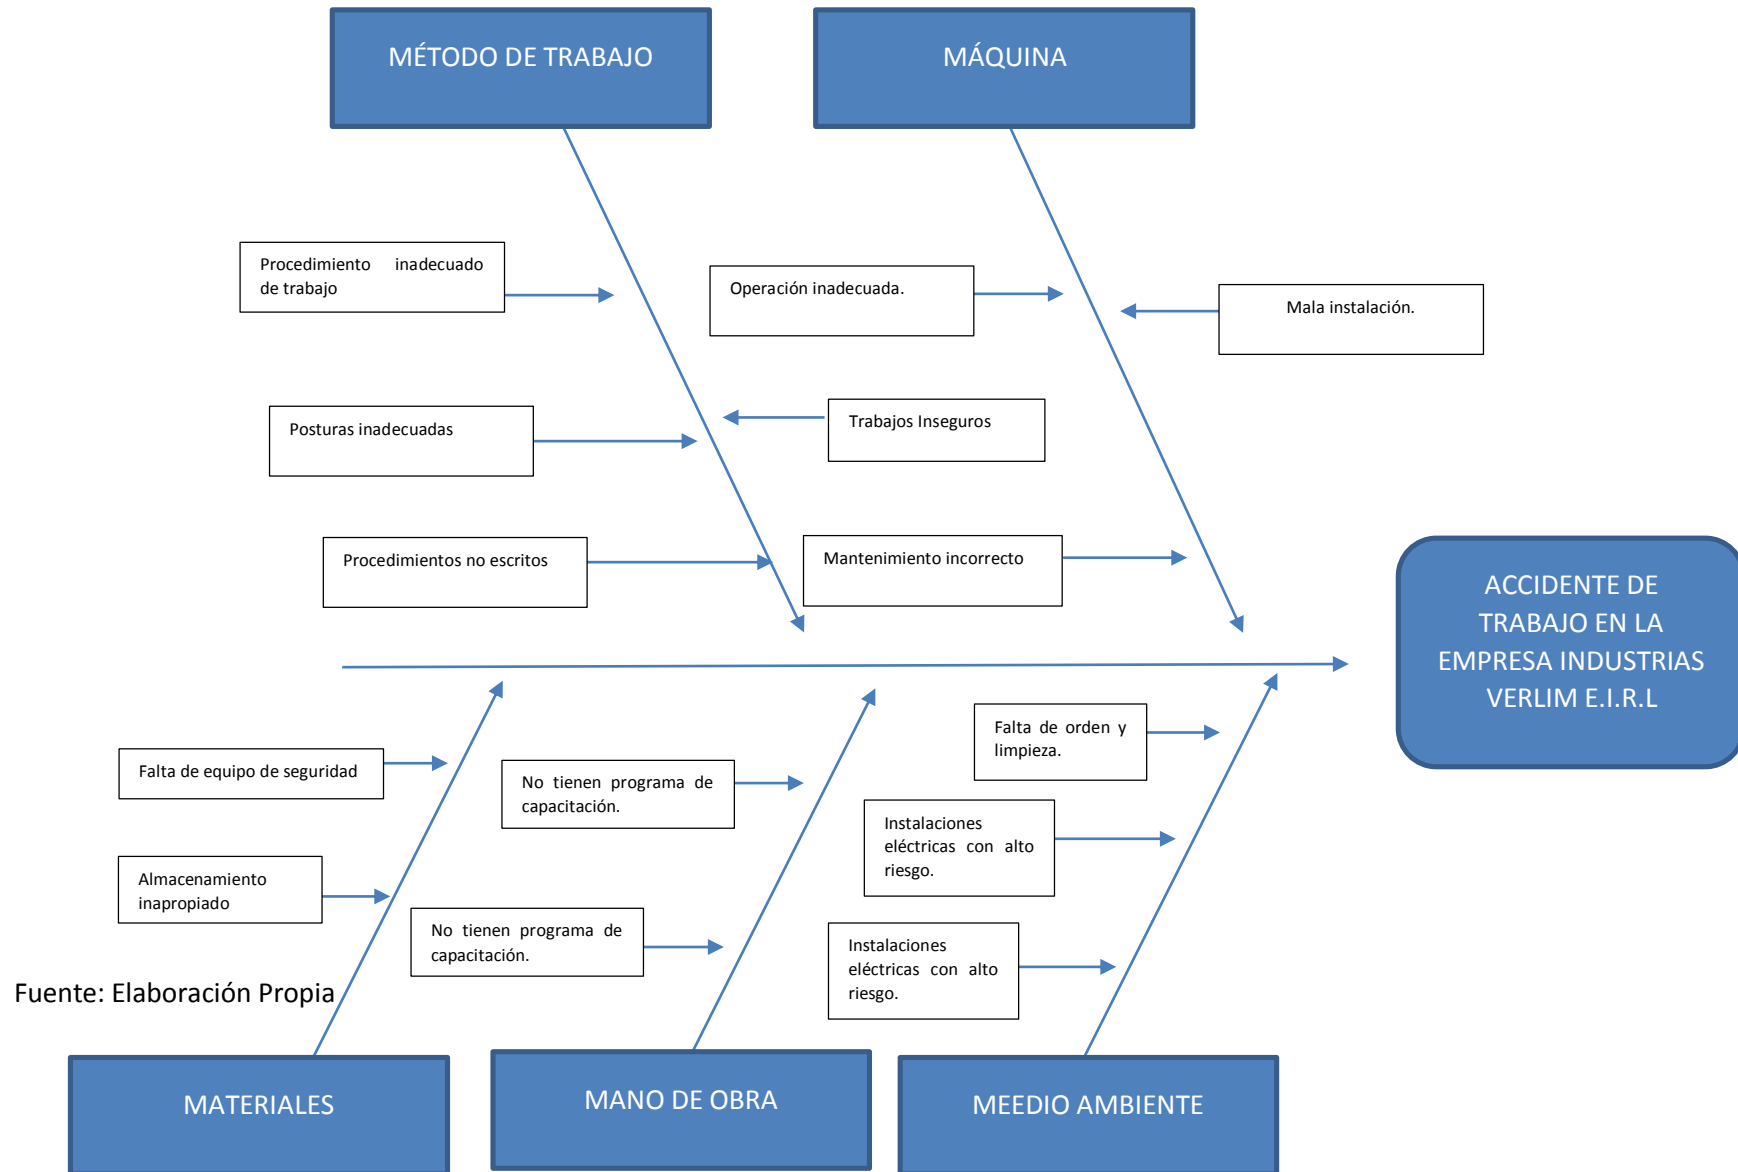 MÉTODO DE TRABAJO
MÁQUINA
Procedimiento inadecuado
de trabajo
Operación inadecuada.
Mala instalación.
Posturas inadecuadas
Trabajos Inseguros
Procedimientos no escritos
Mantenimiento incorrecto
ACCIDENTE DE
TRABAJO EN LA
EMPRESA INDUSTRIAS
VERLIM E.I.R.L
Falta de equipo de seguridad
No tienen programa de
capacitación.
Falta de orden y
limpieza.
Almacenamiento
inapropiado
No tienen programa de
capacitación.
Instalaciones
eléctricas con alto
riesgo.
Instalaciones
eléctricas con alto
riesgo.
Fuente: Elaboración Propia
MATERIALES
MANO DE OBRA
MEEDIO AMBIENTE